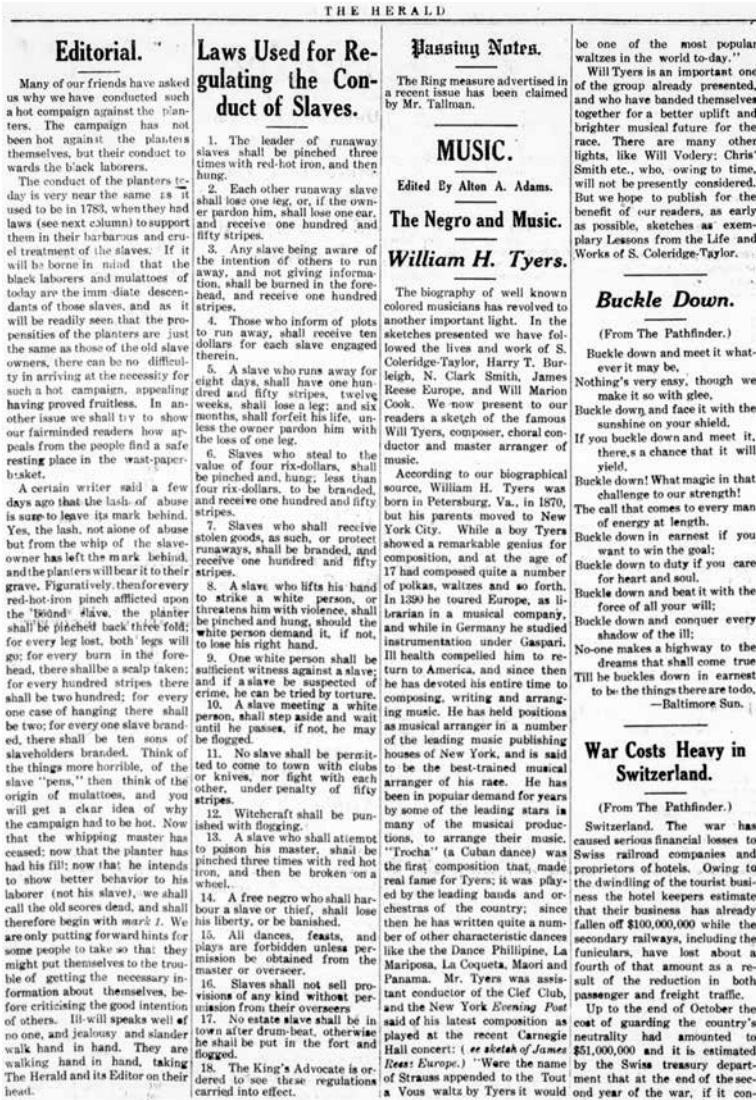 THE HERALD
Editorial.
Many of our friends have asked
us why we have conducted such
a hot compaign against the plan-
ters. The campaign has not
been hot against the planters
themselves, but their conduct to
wards the black laborers.
The conduct of the planters to-
day is very near the same as it
used to be in 1783, when they had
laws (see next column) to support
them in their barbarous and cru-
el treatment of the slaves. If it
will be borne in mind that the
black laborers and mulattoes of
today are the imm diate descen-
dants of those slaves, and as it
will be readily seen that the pro-
pensities of the planters are just
the same as those of the old slave
owners, there can be no difficul-
ty in arriving at the necessity for
such a hot campaign, appealing
having proved fruitless. In an-
other issue we shall try to show
our fairminded readers how ap-
peals from the people find a safe
resting place in the wast-paper-
basket.
A certain writer said a few
days ago that the lash of abuse
is sure to leave its mark behind.
Yes, the lash, not alone of abuse
but from the whip of the slave-
owner has left the mark behind,
and the planters will bear it to their
grave. Figuratively, then for every
red-hot-iron pinch afflicted upon
the "bound" slave, the planter
shall be pinched back three fold;
for every leg lost, both legs will
go; for every burn in the fore-
head, there shall be a scalp taken;
for every hundred stripes there
shall be two hundred; for every
one case of hanging there shall
be two; for every one slave brand-
ed, there shall be ten sons of
slaveholders branded. Think of
the things more horrible, of the
slave "pens," then think of the
origin of mulattoes, and you
will get a clear idea of why
the campaign had to be hot. Now
that the whipping master has
ceased; now that the planter has
had his fill; now that he intends
to show better behavior to his
laborer (not his slave), we shall
call the old scores dead, and shall
therefore begin with mark 1. We
are only putting forward hints for
some people to take so that they
might put themselves to the trou-
ble of getting the necessary in-
formation about themselves, be-
fore criticising the good intention
of others. Ill-will speaks well of
no one, and jealousy and slander
walk hand in hand. They are
walking hand in hand, taking
The Herald and its Editor on their
head.
Laws Used for Re-
gulating the Con-
duct of Slaves.
1. The leader of runaway
slaves shall be pinched three
times with red-hot iron, and then
hung.
2. Each other runaway slave
shall lose one leg, or, if the own-
er pardon him, shall lose one ear,
and receive one hundred and
fifty stripes.
3. Any slave being aware of
the intention of others to run
away, and not giving informa-
tion, shall be burned in the fore-
head, and receive one hundred
stripes.
4. Those who inform of plots
to run away, shall receive ten
dollars for each slave engaged
therein.
5. A slave who runs away for
eight days, shall have one hun-
dred and fifty stripes, twelve
weeks, shall lose a leg; and six
months, shall forfeit his life, un-
less the owner pardon him with
the loss of one leg.
6. Slaves who steal to the
value of four rix-dollars, shall
be pinched and, hung; less than
four rix-dollars, to be branded,
and receive one hundred and fifty
stripes.
7. Slaves who shall receive
stolen goods, as such, or protect
runaways, shall be branded, and
receive one hundred and fifty
stripes.
8. A slave who lifts his hand
to strike a white person, or
threatens him with violence, shall
be pinched and hung, should the
white person demand it, if not,
to lose his right hand.
9. One white person shall be
sufficient witness against a slave;
and if a slave be suspected of
crime, he can be tried by torture.
10. A slave meeting a white
person, shall step aside and wait
until he passes, if not, he may
be flogged.
11. No slave shall be permit-
ted to come to town with clubs
or knives, nor fight with each
other, under penalty of fifty
stripes.
12. Witchcraft shall be pun-
ished with flogging.
13. A slave who shall attempt
to poison his master, shall be
pinched three times with red hot
iron, and then be broken on a
wheel.
14. A free negro who shall har-
bour a slave or thief, shall lose
his liberty, or be banished.
15. All dances, feasts, and
plays are forbidden unless per-
mission be obtained from the
master or overseer.
16. Slaves shall not sell pro-
visions of any kind without per-
mission from their overseers
17. No estate slave shall be in
town after drum-beat, otherwise
he shall be put in the fort and
flogged.
18. The King's Advocate is or-
dered to see these regulations
carried into effect.
Passing Notes.
The Ring measure advertised in
a recent issue has been claimed
by Mr. Tallman.
MUSIC.
Edited By Alton A. Adams.
The Negro and Music.
William H. Tyers.
The biography of well known
colored musicians has revolved to
another important light. In the
sketches presented we have fol-
lowed the lives and work of S.
Coleridge-Taylor, Harry T. Bur-
leigh, N. Clark Smith, James
Reese Europe, and Will Marion
Cook. We now present to our
readers a sketch of the famous
Will Tyers, composer, choral con-
ductor and master arranger of
music.
According to our biographical
source, William H. Tyers was
born in Petersburg, Va., in 1870,
but his parents moved to New
York City. While a boy Tyers
showed a remarkable genius for
composition, and at the age of
17 had composed quite a number
of polkas, waltzes and so forth.
In 1390 he toured Europe, as li-
brarian in a musical company,
and while in Germany he studied
instrumentation under Gaspari.
Ill health compelled him to re-
turn to America, and since then
he has devoted his entire time to
composing, writing and arrang-
ing music. He has held positions
as musical arranger in a number
of the leading music publishing
houses of New York, and is said
to be the best-trained musical
arranger of his race. He has
been in popular demand for years
by some of the leading stars in
many of the musical produc-
tions, to arrange their music.
"Trocha" (a Cuban dance) was
the first composition that made
real fame for Tyers; it was play-
ed by the leading bands and or-
chestras of the country; since
then he has written quite a num-
ber of other characteristic dances
like the the Dance Phillipine, La
Mariposa, La Coqueta, Maori and
Panama. Mr. Tyers was assis-
tant conductor of the Clef Club,
and the New York Evening Post
said of his latest composition as
played at the recent Carnegie
Hall concert: ( ee sketch of James
Reese Europe.) "Were the name
of Strauss appended to the Tout
a Vous waltz by Tyers it would
be one of the most popular
waltzes in the world to-day."
Will Tyers is an important one
of the group already presented,
and who have banded themselves
together for a better uplift and
brighter musical future for the
race. There are many other
lights, like Will Vodery; Chris
Smith etc., who, owing to time,
will not be presently considered.
But we hope to publish for the
benefit of our readers, as early
as possible, sketches as exem-
plary Lessons from the Life and
Works of S. Coleridge-Taylor.
Buckle Down.
(From The Pathfinder.)
Buckle down and meet it what-
ever it may be,
Nothing's very easy, though we
make it so with glee,
Buckle down and face it with the
sunshine on your shield,
If you buckle down and meet it,
there,s a chance that it will
yield.
Buckle down! What magic in that
challenge to our strength!
The call that comes to every man
of energy at length.
Buckle down in earnest if you
want to win the goal;
Buckle down to duty if you care
for heart and soul.
Buckle down and beat it with the
force of all your will;
Buckle down and conquer every
shadow of the ill;
No-one makes a highway to the
dreams that shall come true
Till he buckles down in earnest
to be the things there are to do.
—Baltimore Sun.
War Costs Heavy in
Switzerland.
(From The Pathfinder.)
Switzerland. The war has
caused serious financial losses to
Swiss railroad companies and
proprietors of hotels. Owing to
the dwindling of the tourist busi-
ness the hotel keepers estimate
that their business has already
fallen off $100,000,000 while the
secondary railways, including the
funiculars, have lost about a
fourth of that amount as a re-
sult of the reduction in both
passenger and freight traffic.
Up to the end of October the
cost of guarding the country's
neutrality had amounted to
$51,000,000 and it is estimated
by the Swiss treasury depart-
ment that at the end of the sec-
ond year of the war, if it con